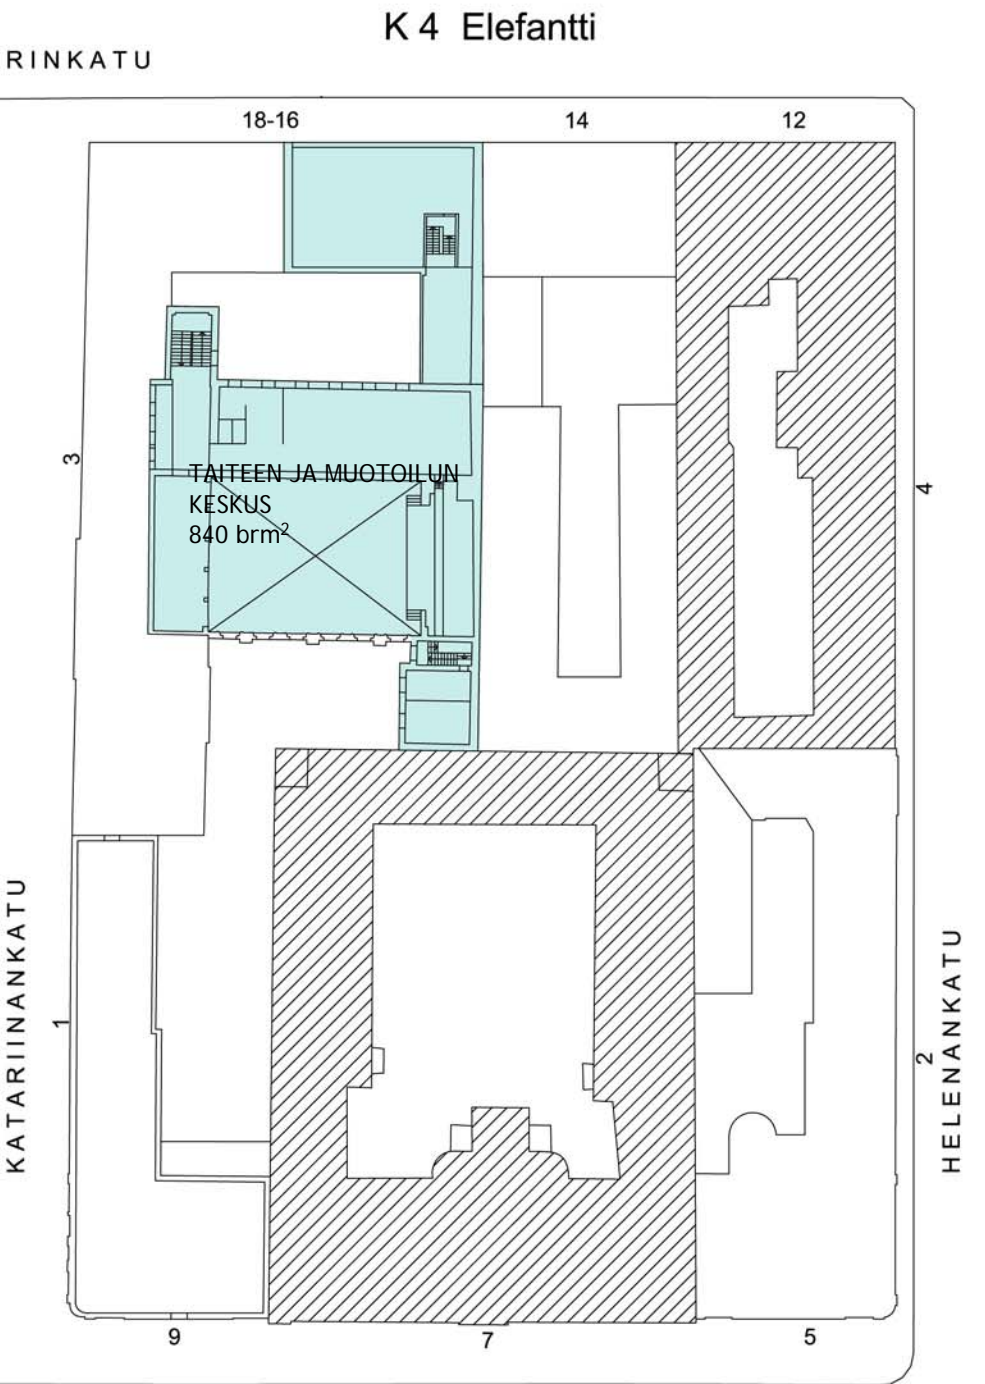 K 4 Elefantti
RINKATU
18-16
14
12
3
4
TAITEEN JA MUOTOILUN
KESKUS
840 brm²
KATARIINANKATU
1
2
HELENANKATU
9
7
5